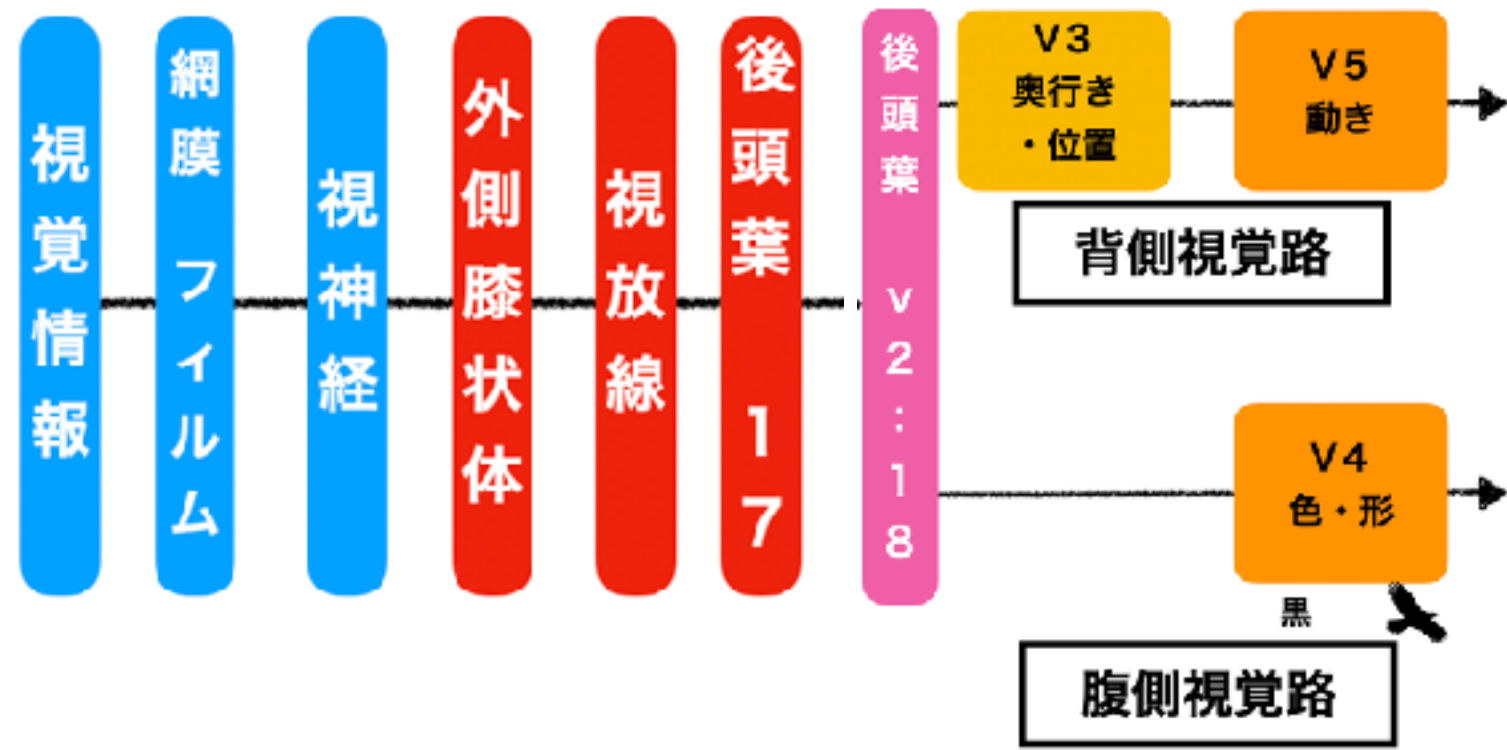 視覚情報
網膜 フィルム
視神経
外側膝状体
視放線
後頭葉 17
後頭葉 V2:18
V3
奥行き
・位置
V5
動き
背側視覚路
V4
色・形
黒
腹側視覚路